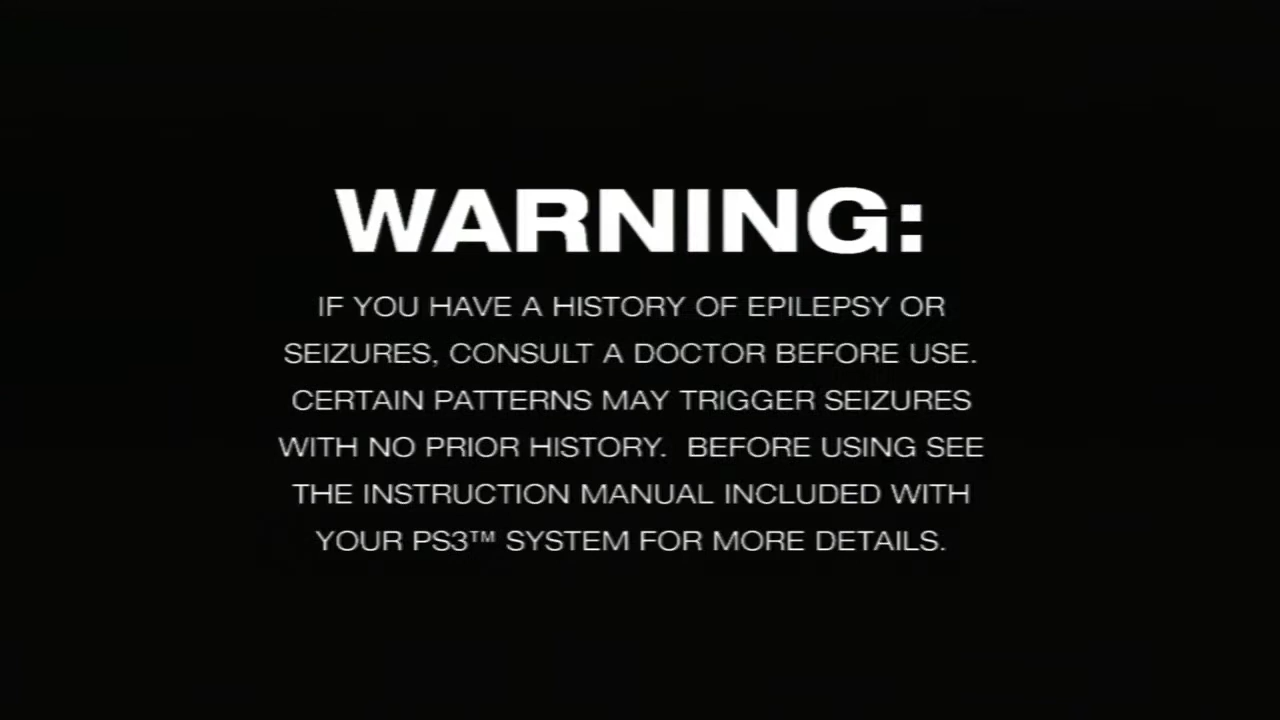 WARNING:
IF YOU HAVE A HISTORY OF EPILEPSY OR
SEIZURES, CONSULT A DOCTOR BEFORE USE.
CERTAIN PATTERNS MAY TRIGGER SEIZURES
WITH NO PRIOR HISTORY.  BEFORE USING SEE
THE INSTRUCTION MANUAL INCLUDED WITH
YOUR PS3™ SYSTEM FOR MORE DETAILS.